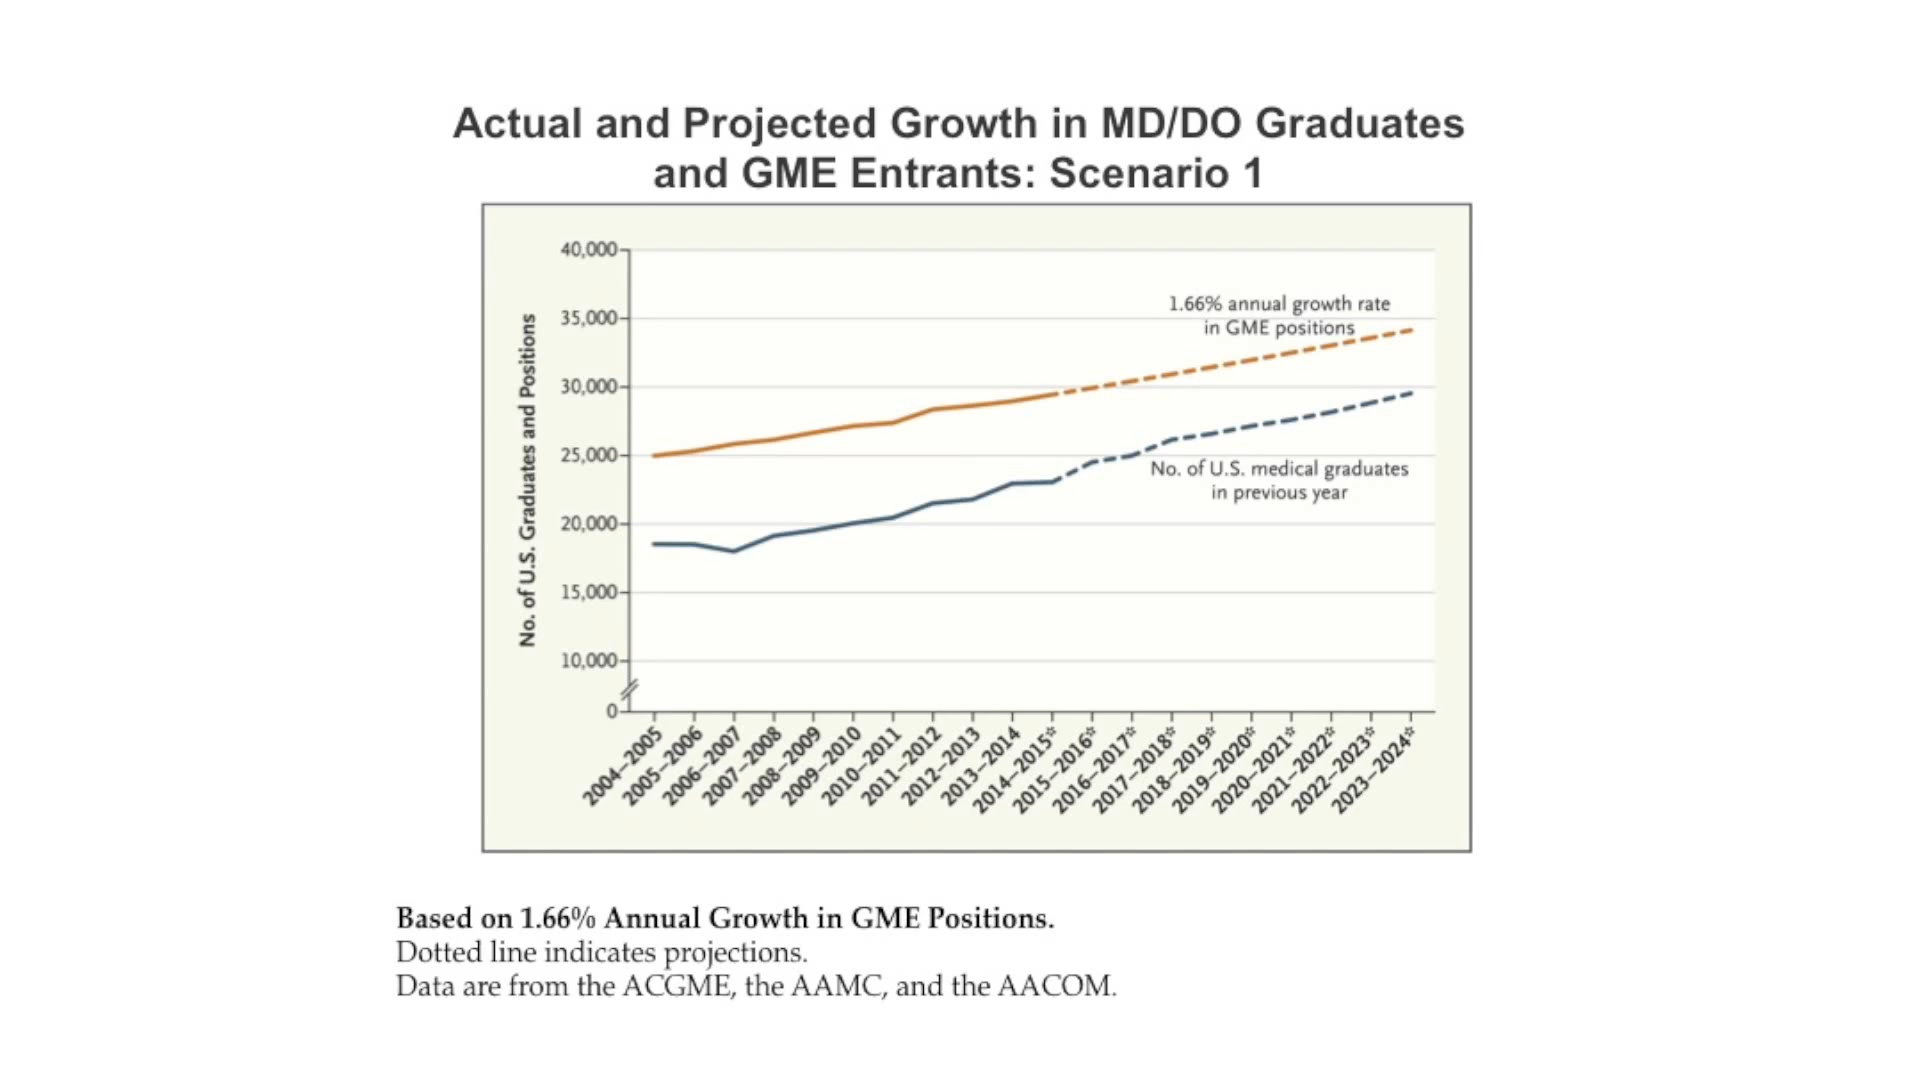 Actual and Projected Growth in MD/DO Graduates
and GME Entrants: Scenario 1
No. of U.S. Graduates and Positions
40,000
35,000
30,000
25,000
20,000
15,000
10,000
0
1.66% annual growth rate
in GME positions
No. of U.S. medical graduates
in previous year
2004–2005
2005–2006
2006–2007
2007–2008
2008–2009
2009–2010
2010–2011
2011–2012
2012–2013
2013–2014
2014–2015*
2015–2016*
2016–2017*
2017–2018*
2018–2019*
2019–2020*
2020–2021*
2021–2022*
2022–2023*
2023–2024*
Based on 1.66% Annual Growth in GME Positions.
Dotted line indicates projections.
Data are from the ACGME, the AAMC, and the AACOM.